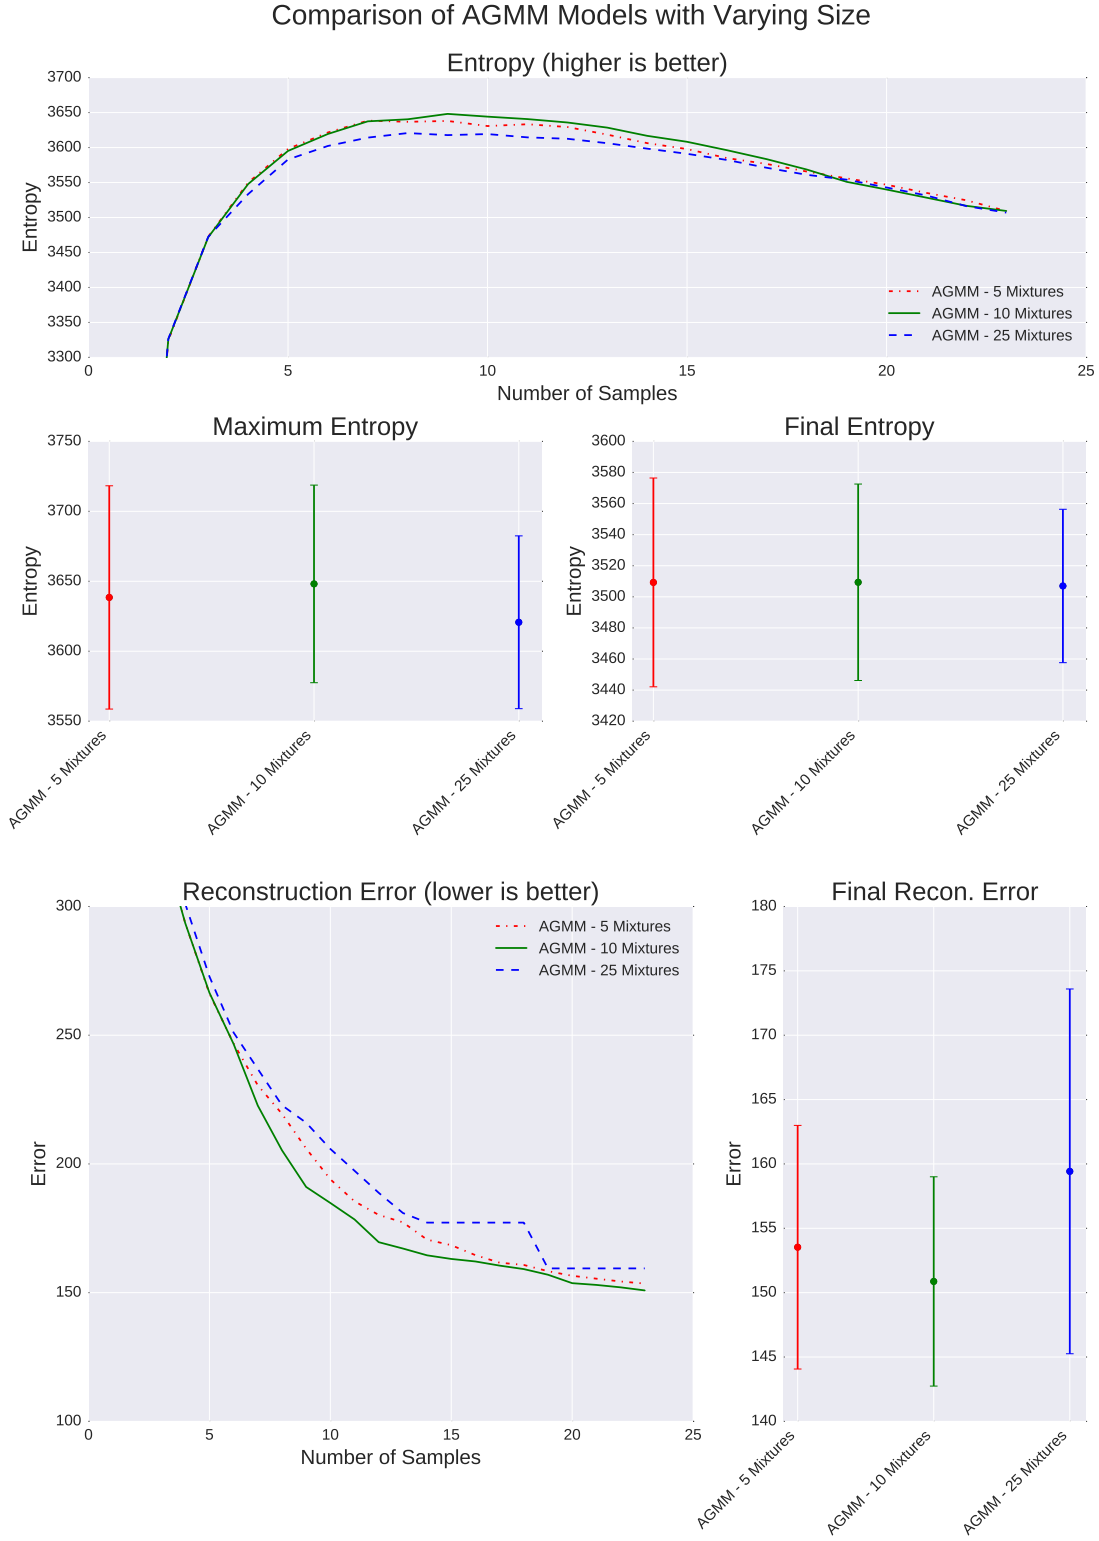 Comparison of AGMM Models with Varying Size
Entropy (higher is better)
3700
3650
3600
3550
3500
3450
3400
3350
3300
Entropy
0 5 10 15 20 25
Number of Samples
AGMM - 5 Mixtures
AGMM - 10 Mixtures
AGMM - 25 Mixtures
Maximum Entropy
3750
3700
3650
3600
3550
Entropy
AGMM - 5 Mixtures
AGMM - 10 Mixtures
AGMM - 25 Mixtures
Final Entropy
3600
3580
3560
3540
3520
3500
3480
3460
3440
3420
Entropy
AGMM - 5 Mixtures
AGMM - 10 Mixtures
AGMM - 25 Mixtures
Reconstruction Error (lower is better)
300
250
200
150
100
Error
0 5 10 15 20 25
Number of Samples
AGMM - 5 Mixtures
AGMM - 10 Mixtures
AGMM - 25 Mixtures
Final Recon. Error
180
175
170
165
160
155
150
145
140
Error
AGMM - 5 Mixtures
AGMM - 10 Mixtures
AGMM - 25 Mixtures